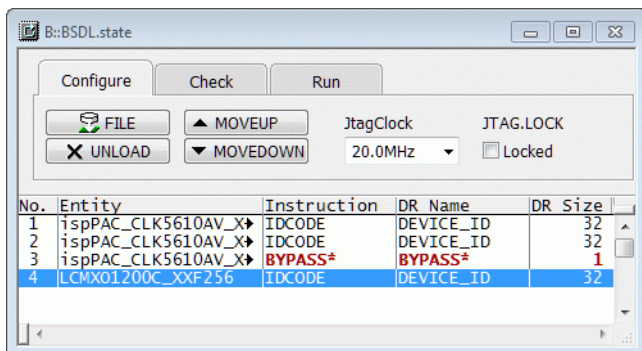 B::BSDL.state
Configure Check Run
FILE MOVEUP JtagClock JTAG.LOCK
UNLOAD MOVEDOWN 20.0MHz Locked
No. Entity Instruction DR Name DR Size
1 ispPAC_CLK5610AV_X IDCODE DEVICE_ID 32
2 ispPAC_CLK5610AV_X IDCODE DEVICE_ID 32
3 ispPAC_CLK5610AV_X BYPASS* BYPASS* 1
4 LCMXO1200C_XXF256 IDCODE DEVICE_ID 32